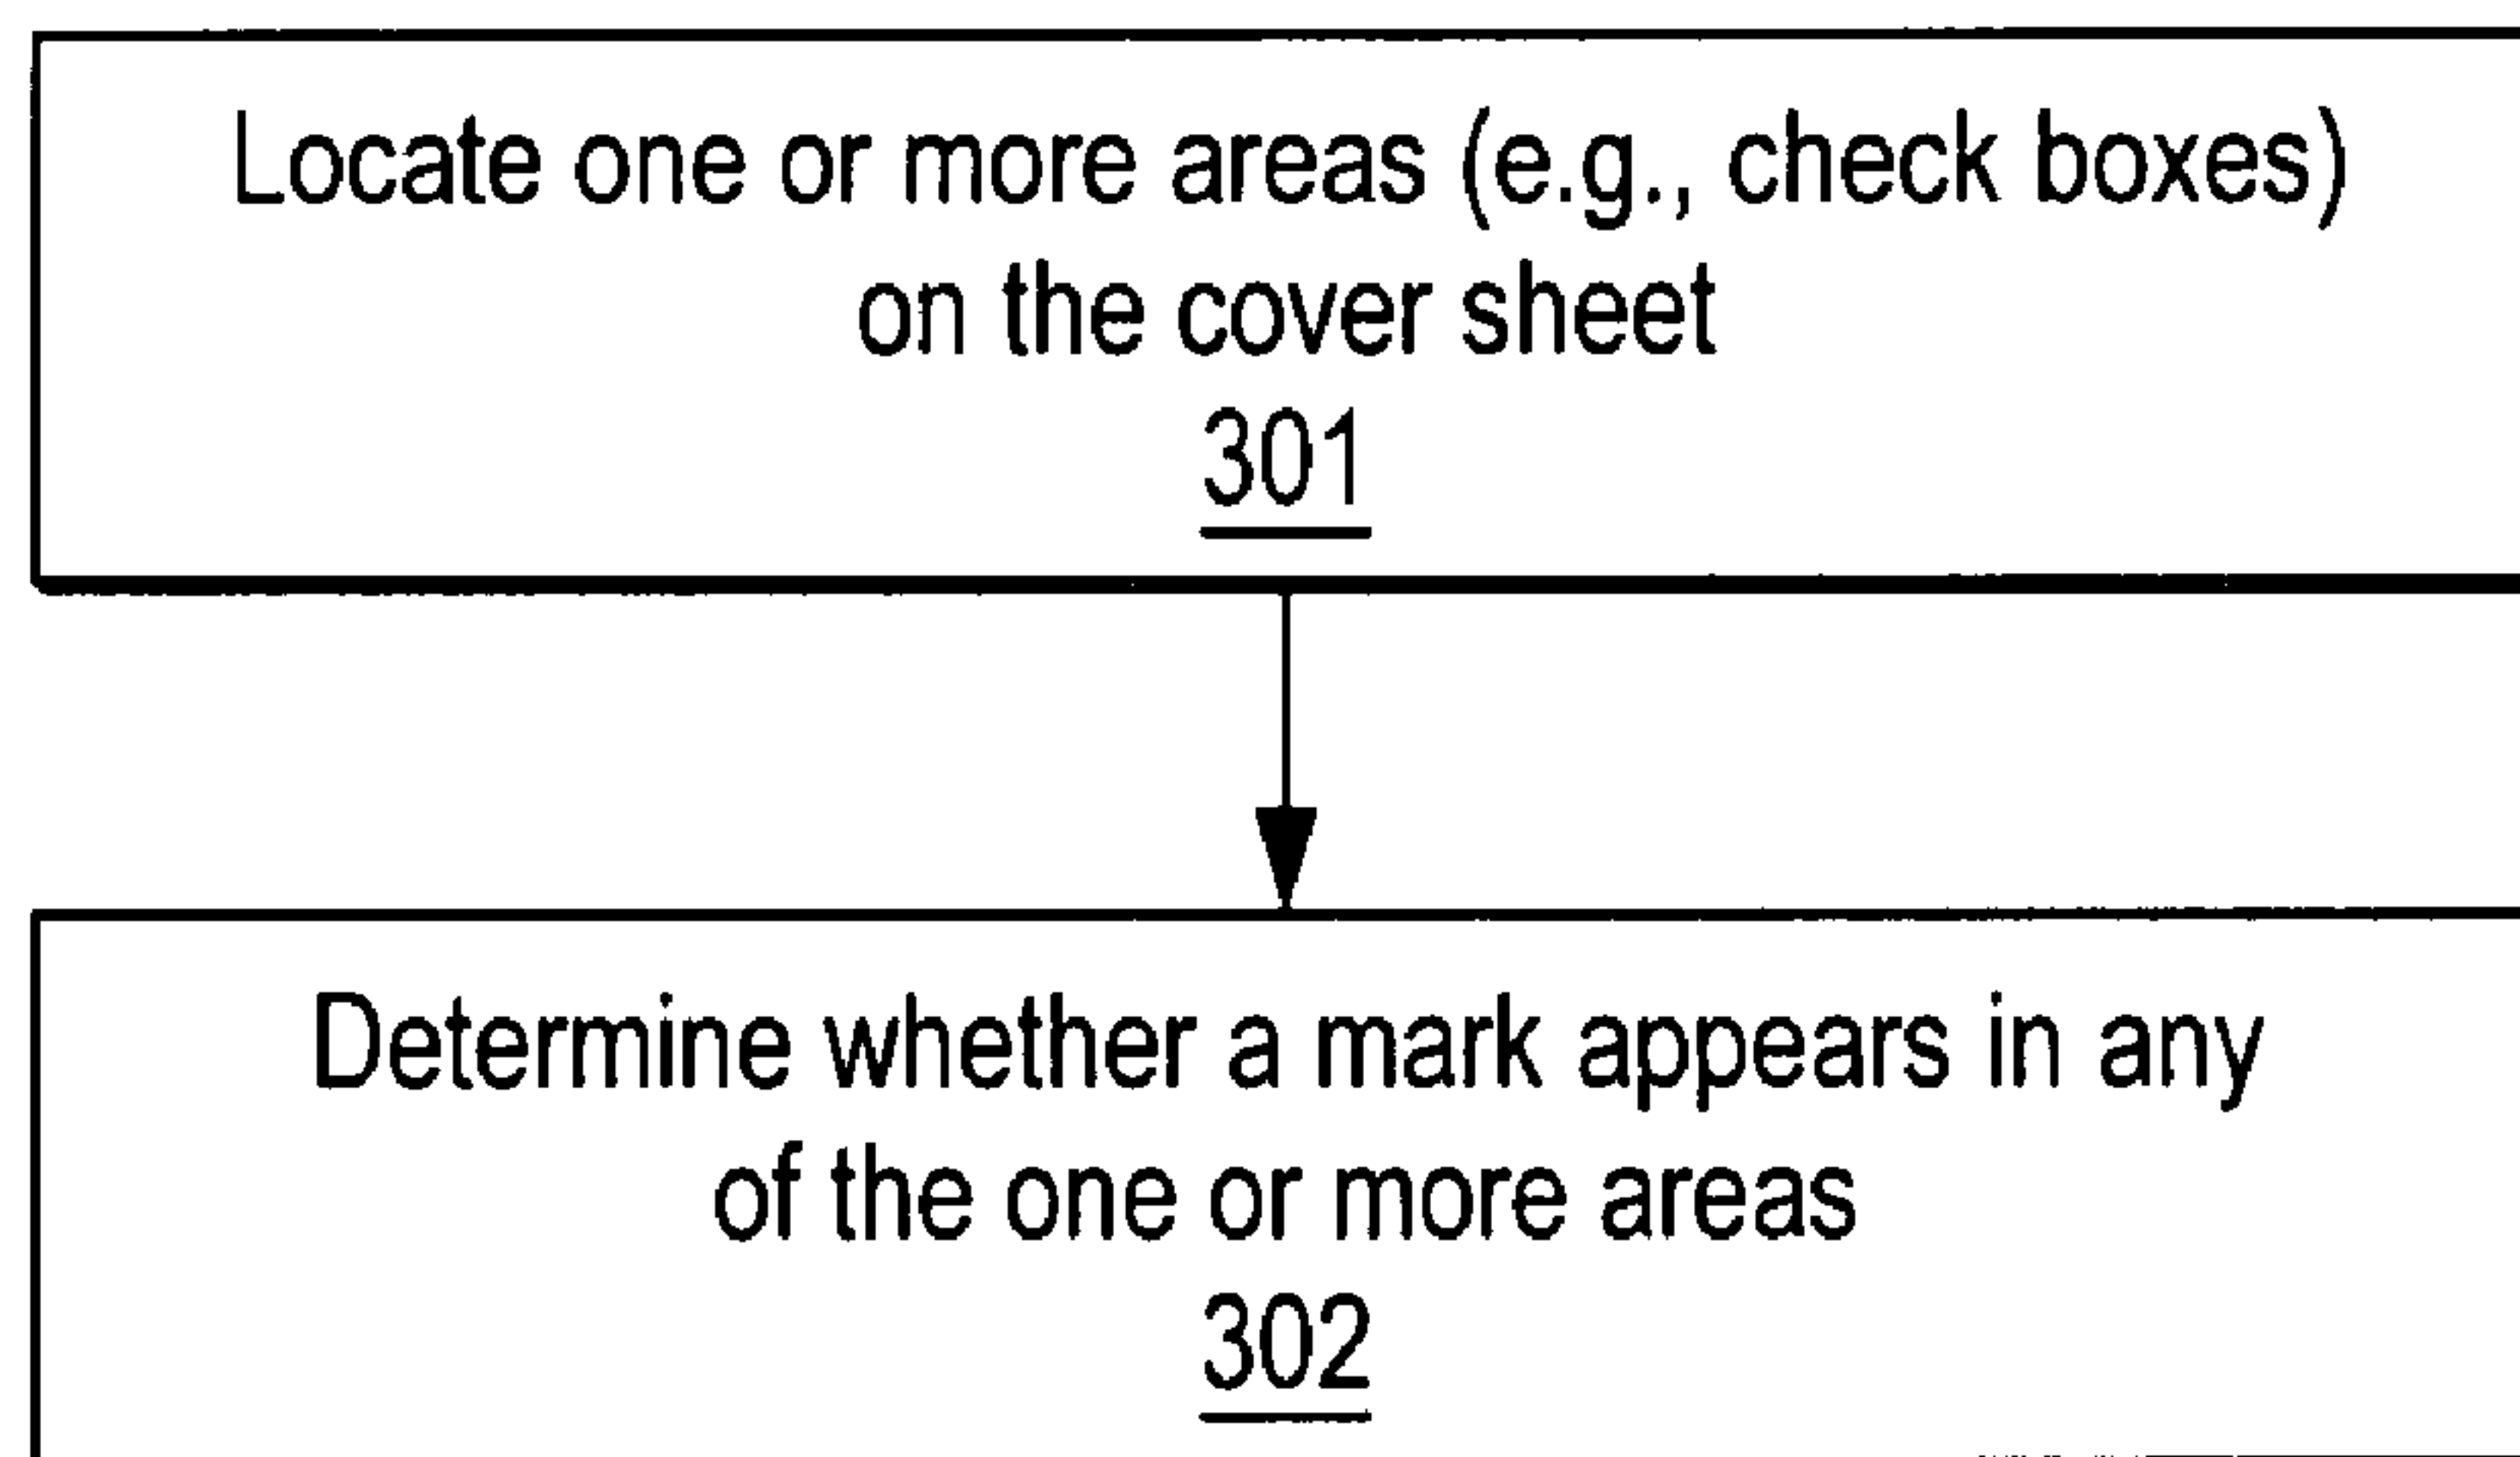 Locate one or more areas (e.g., check boxes)
on the cover sheet
301
Determine whether a mark appears in any
of the one or more areas
302